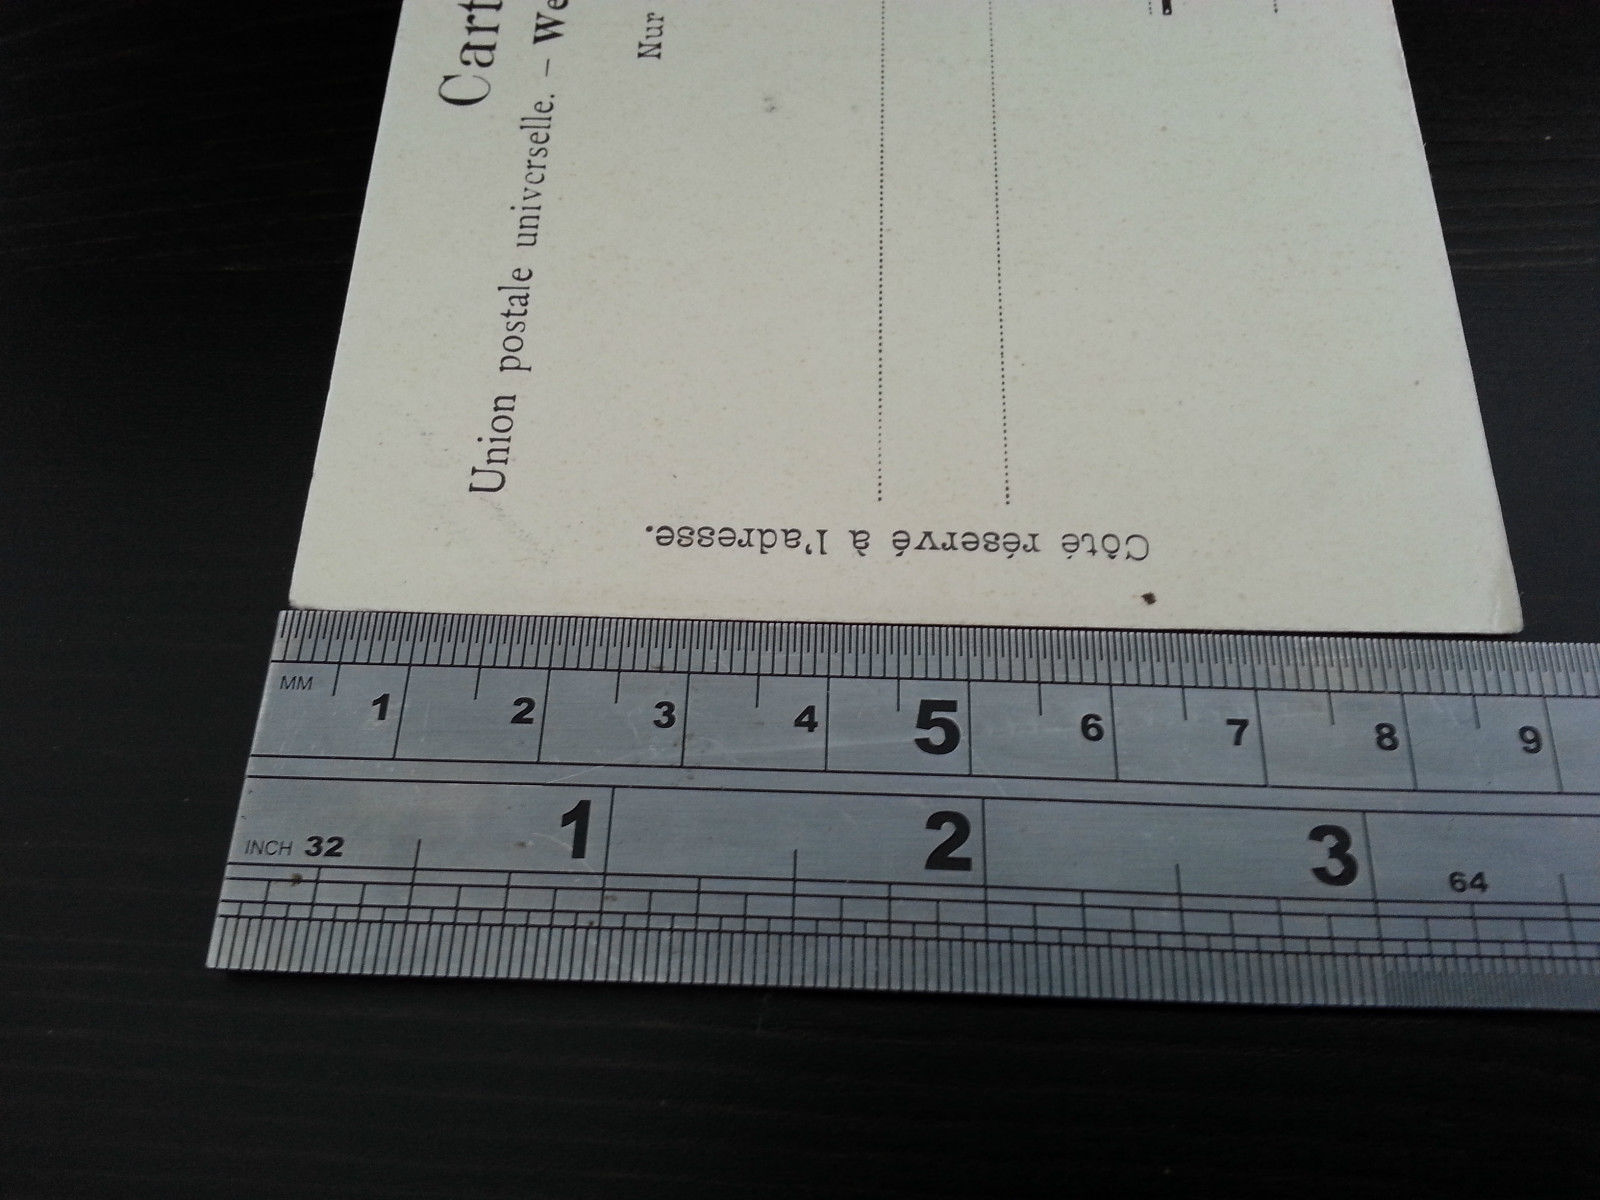 Cart
Union postale universelle. – We
Nur
Côté réservé à l'adresse.
MM 1 2 3 4 5 6 7 8 9
1 2 3
INCH 32 64